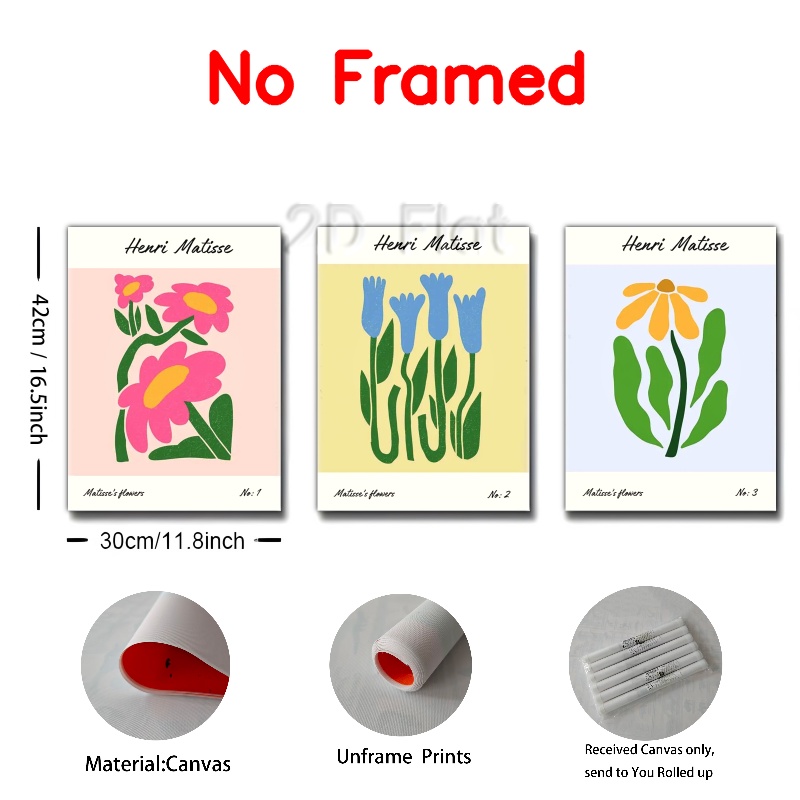 No Framed
2D Flat
Henri Matisse
Henri Matisse
Henri Matisse
42cm / 16.5inch
Matisse's flowers
No: 1
Matisse's flowers
No: 2
Matisse's flowers
No: 3
30cm/11.8inch
Material:Canvas
Unframe Prints
Received Canvas only,
send to You Rolled up